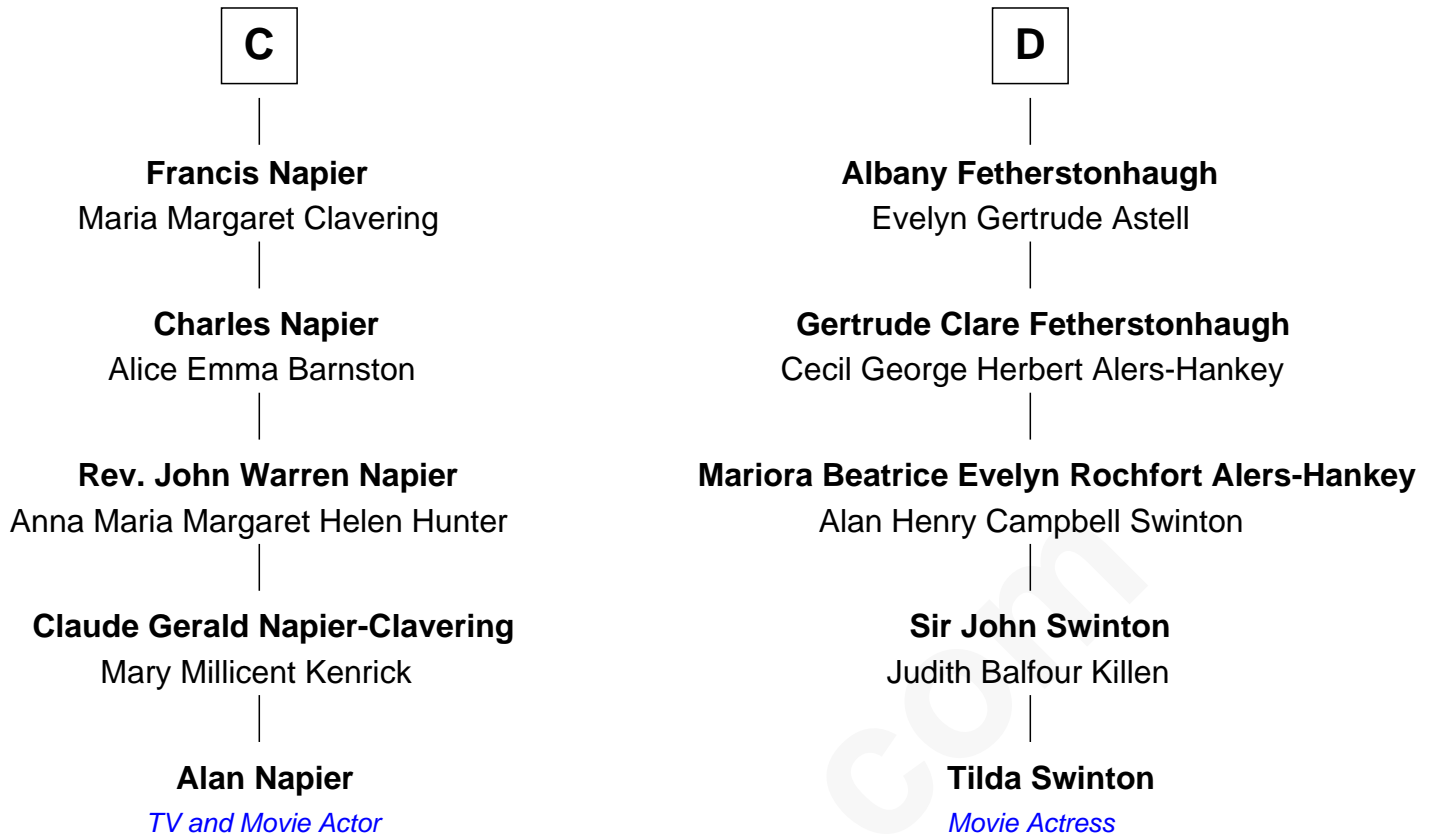 C
Francis Napier
Maria Margaret Clavering
Charles Napier
Alice Emma Barnston
Rev. John Warren Napier
Anna Maria Margaret Helen Hunter
Claude Gerald Napier-Clavering
Mary Millicent Kenrick
Alan Napier
TV and Movie Actor
D
Albany Fetherstonhaugh
Evelyn Gertrude Astell
Gertrude Clare Fetherstonhaugh
Cecil George Herbert Alers-Hankey
Mariora Beatrice Evelyn Rochfort Alers-Hankey
Alan Henry Campbell Swinton
Sir John Swinton
Judith Balfour Killen
Tilda Swinton
Movie Actress
com